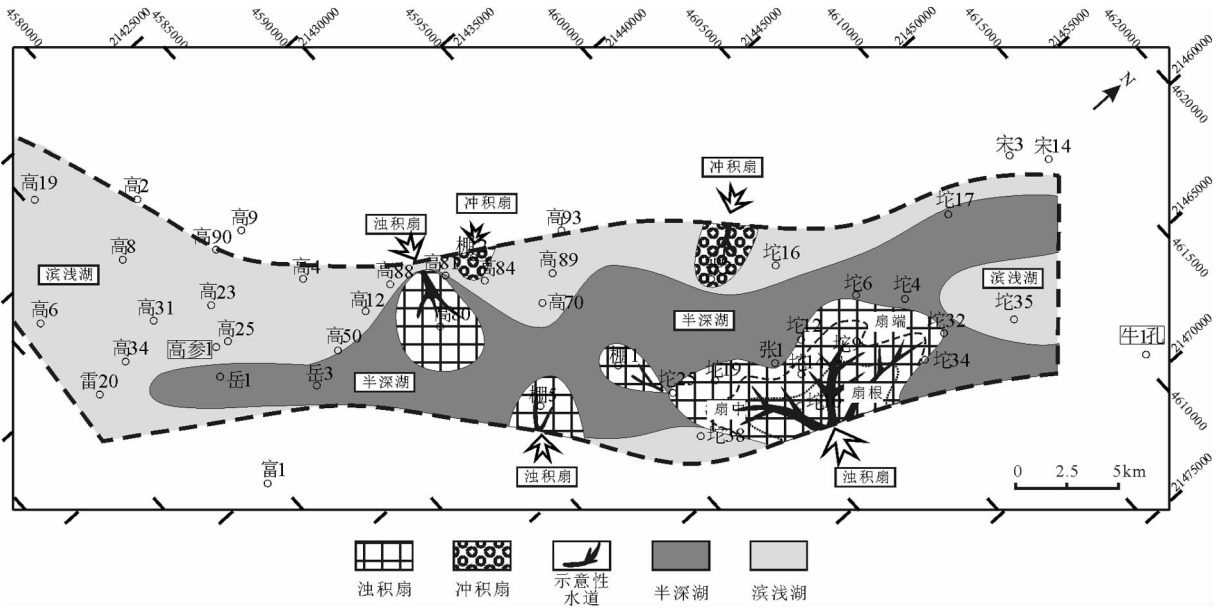 4580000
21425000
4585000
4590000
21430000
4595000
21435000
4600000
21440000
4605000
21445000
4610000
21450000
4615000
21455000
4620000
21460000
4620000
N
宋3
宋14
冲积扇
高19
高2
浊积扇
冲积扇
高9
高93
坨17
21465000
高90
高8
高4
高88
高81
高84
高89
坨16
4615000
滨浅湖
滨浅湖
高6
高31
高23
高12
高80
高70
半深湖
坨6
坨4
坨35
高25
高参1
高50
坨12
扇端
坨32
牛1孔
21470000
高34
张1
坨34
雷20
岳1
岳3
半深湖
棚1
坨19
坨25
扇中
扇根
4610000
棚5
坨38
富1
浊积扇
浊积扇
0 2.5 5km
21475000
浊积扇
冲积扇
示意性
水道
半深湖
滨浅湖